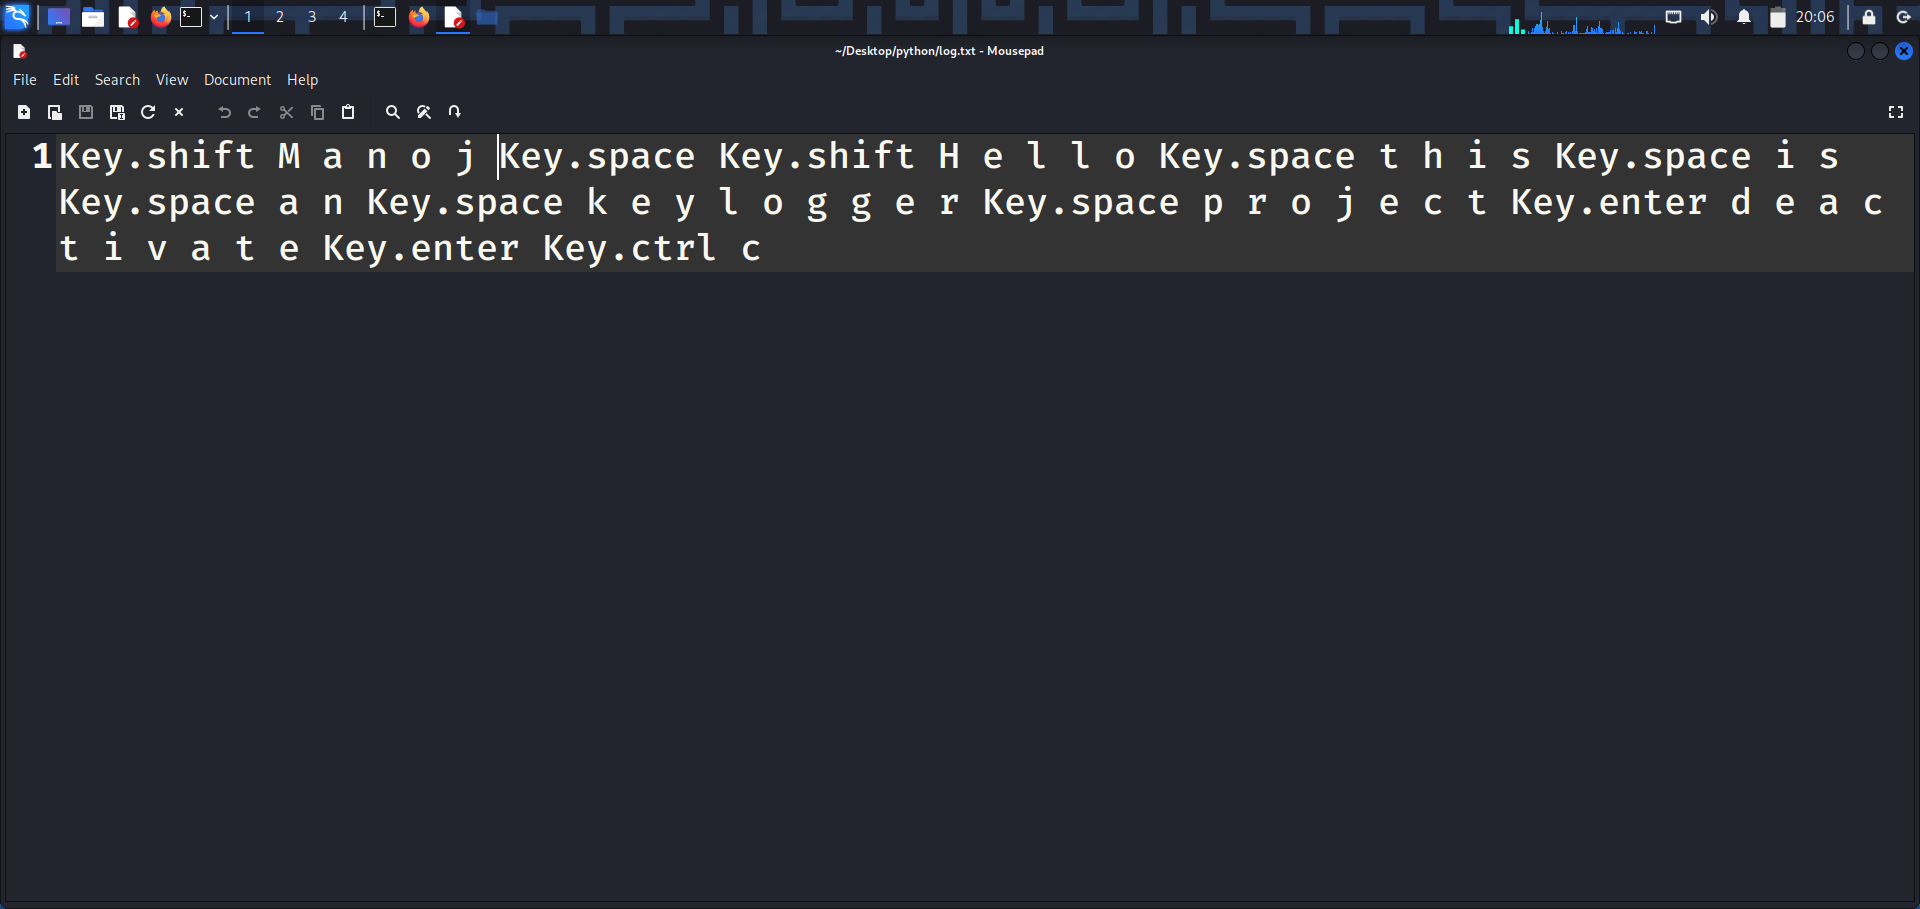 1 2 3 4 20:06
~/Desktop/python/log.txt - Mousepad
File Edit Search View Document Help
1 Key.shift M a n o j Key.space Key.shift H e l l o Key.space t h i s Key.space i s
Key.space a n Key.space k e y l o g g e r Key.space p r o j e c t Key.enter d e a c
t i v a t e Key.enter Key.ctrl c